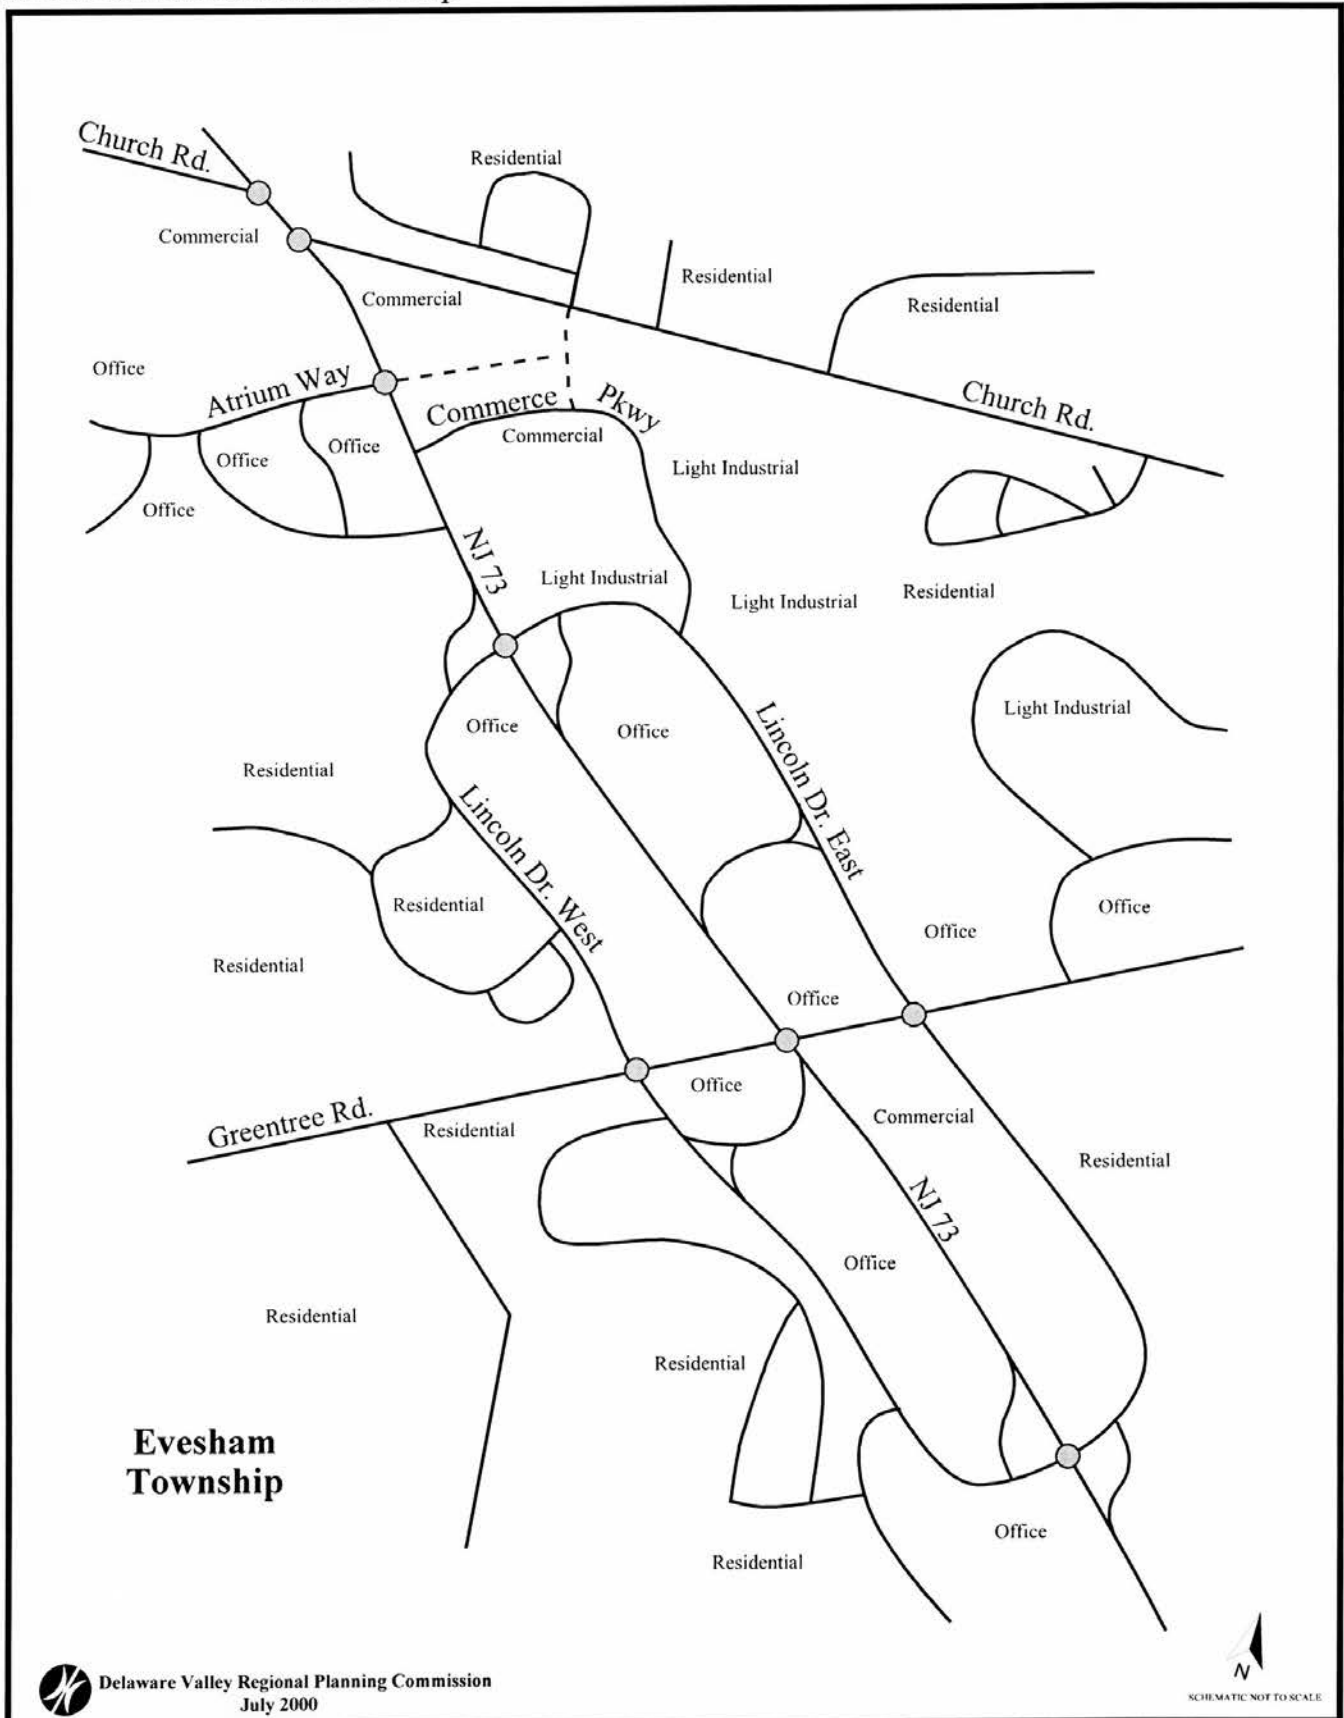 Church Rd.
Residential
Commercial
Residential
Commercial
Residential
Office
Atrium Way
Commerce Pkwy
Church Rd.
Commercial
Office
Office
Light Industrial
Office
NJ 73
Light Industrial
Light Industrial
Residential
Light Industrial
Office
Office
Lincoln Dr. East
Residential
Lincoln Dr. West
Residential
Office
Office
Residential
Office
Office
Greentree Rd.
Residential
Commercial
Residential
NJ 73
Office
Residential
Residential
Evesham
Township
Office
Residential
Delaware Valley Regional Planning Commission
July 2000
N
SCHEMATIC NOT TO SCALE